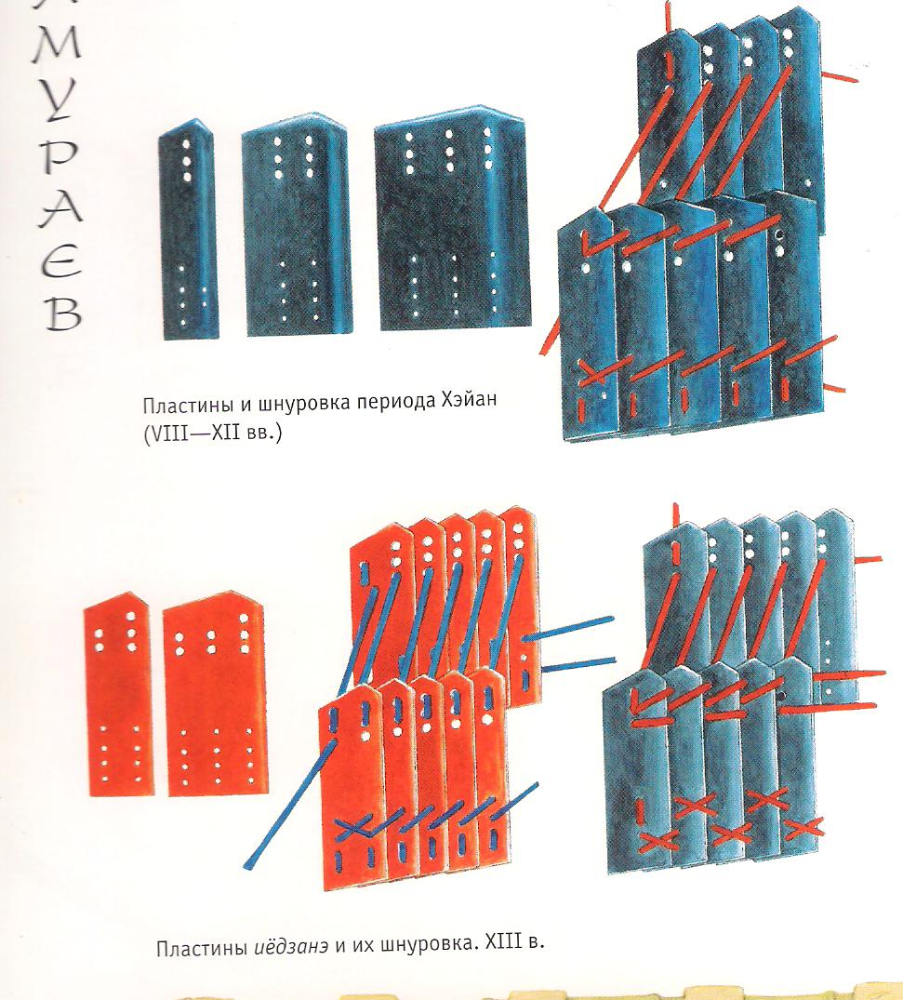 АМУРАЕВ
Пластины и шнуровка периода Хэйан
(VIII—XII вв.)
Пластины иёдзанэ и их шнуровка. XIII в.